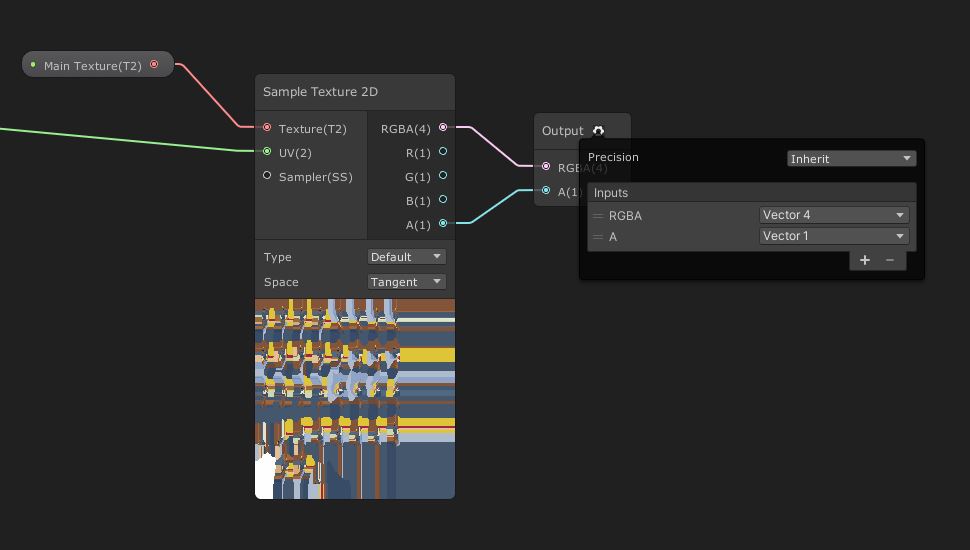 Main Texture(T2)
Sample Texture 2D
Texture(T2)
UV(2)
Sampler(SS)
RGBA(4)
R(1)
G(1)
B(1)
A(1)
Type
Default
Space
Tangent
Output
RGBA(4)
A(1)
Precision
Inherit
Inputs
RGBA
Vector 4
A
Vector 1